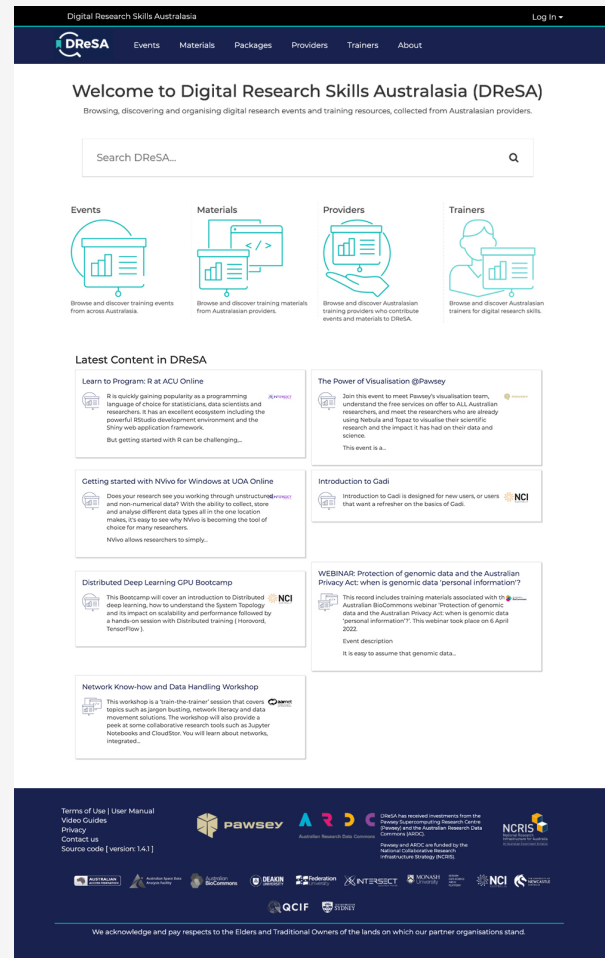 Digital Research Skills Australasia
Log In
DReSA
Events
Materials
Packages
Providers
Trainers
About
Welcome to Digital Research Skills Australasia (DReSA)
Browsing, discovering and organising digital research events and training resources, collected from Australasian providers.
Search DReSA...
Events
Materials
Providers
Trainers
< / >
Browse and discover training events
from across Australasia.
Browse and discover training materials
from Australasian providers.
Browse and discover Australasian
training providers who contribute
events and materials to DReSA.
Browse and discover Australasian
trainers for digital research skills.
Latest Content in DReSA
Learn to Program: R at ACU Online
R is quickly gaining popularity as a programming
language of choice for statisticians, data scientists and
researchers. It has an excellent ecosystem including the
powerful RStudio development environment and the
Shiny web application framework.
But getting started with R can be challenging...
INTERSECT
The Power of Visualisation @Pawsey
Join this event to meet Pawsey's visualisation team,
understand the free services on offer to ALL Australian
researchers, and meet the researchers who are already
using Nebula and Topaz to visualise their scientific
research and the impact it has had on their data and
science.
This event is a...
Getting started with NVivo for Windows at UOA Online
Does your research see you working through unstructured
and non-numerical data? With the ability to collect, store
and analyse different data types all in the one location
makes, it's easy to see why NVivo is becoming the tool of
choice for many researchers.
NVivo allows researchers to simply...
INTERSECT
Introduction to Gadi
Introduction to Gadi is designed for new users, or users
that want a refresher on the basics of Gadi.
NCI
Distributed Deep Learning GPU Bootcamp
This Bootcamp will cover an introduction to Distributed
deep learning, how to understand the System Topology
and its impact on scalability and performance followed by
a hands-on session with Distributed training ( Horovord,
TensorFlow ).
NCI
WEBINAR: Protection of genomic data and the Australian
Privacy Act: when is genomic data 'personal information'?
This record includes training materials associated with th
Australian BioCommons webinar 'Protection of genomic
data and the Australian Privacy Act: when is genomic data
'personal information'?'. This webinar took place on 6 April
2022.
Event description
It is easy to assume that genomic data...
Network Know-how and Data Handling Workshop
This workshop is a 'train-the-trainer' session that covers
topics such as jargon busting, network literacy and data
movement solutions. The workshop will also provide a
peek at some collaborative research tools such as Jupyter
Notebooks and CloudStor. You will learn about networks,
integrated...
aarnet
Terms of Use | User Manual
Video Guides
Privacy
Contact us
Source code [ version: 1.4.1 ]
PAWSEY
ARDC
Australian Research Data Commons
DReSA has received investments from the
Pawsey Supercomputing Research Centre
(Pawsey) and the Australian Research Data
Commons (ARDC).
Pawsey and ARDC are funded by the
National Collaborative Research
Infrastructure Strategy (NCRIS).
NCRIS
Australian Space Data
Analysis Facility
Australian
BioCommons
DEAKIN
UNIVERSITY
Federation
University
INTERSECT
MONASH
University
NCI
NEWCASTLE
QCIF
SYDNEY
We acknowledge and pay respects to the Elders and Traditional Owners of the lands on which our partner organisations stand.